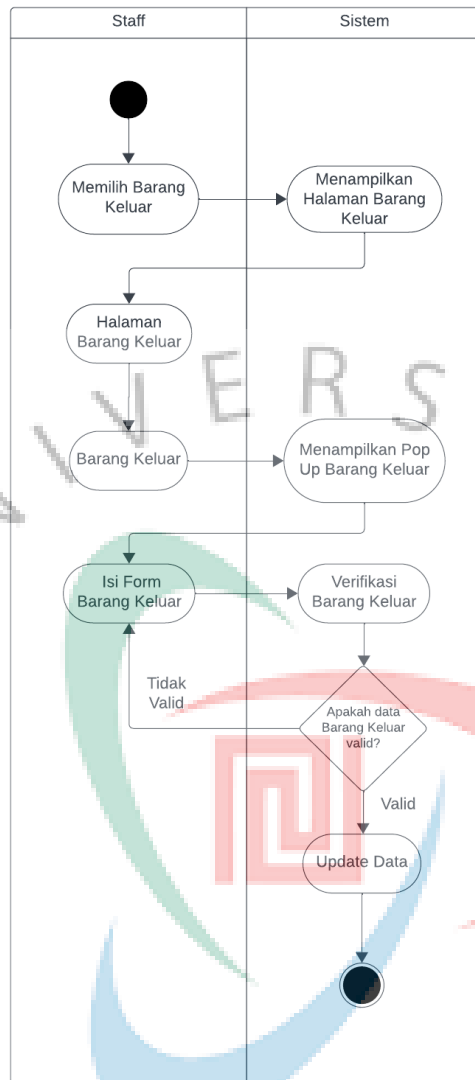 Staff
Sistem
Memilih Barang
Keluar
Menampilkan
Halaman Barang
Keluar
Halaman
Barang Keluar
VERS
Barang Keluar
Menampilkan Pop
Up Barang Keluar
Isi Form
Barang Keluar
Verifikasi
Barang Keluar
Tidak
Valid
Apakah data
Barang Keluar
valid?
Valid
Update Data